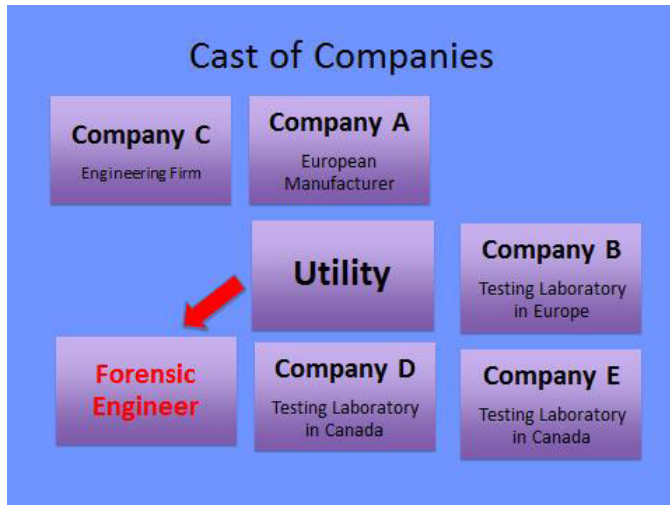 Cast of Companies
Company C
Engineering Firm
Company A
European
Manufacturer
Utility
Company B
Testing Laboratory
in Europe
Forensic
Engineer
Company D
Testing Laboratory
in Canada
Company E
Testing Laboratory
in Canada